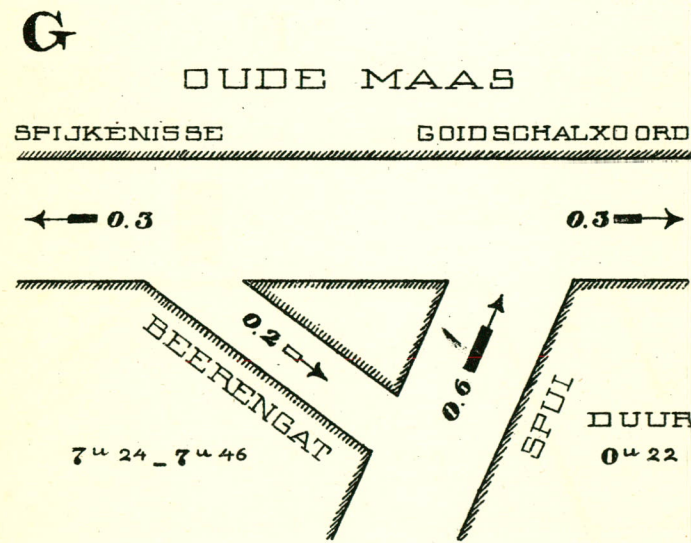 G
OUDE MAAS
SPIJKENISSE
GOIDSCHALXOORD
0.3
0.3
0.2
0.6
BEERENGAT
SPUI
DUUR
0ᵘ 22
7ᵘ 24 _ 7ᵘ 46